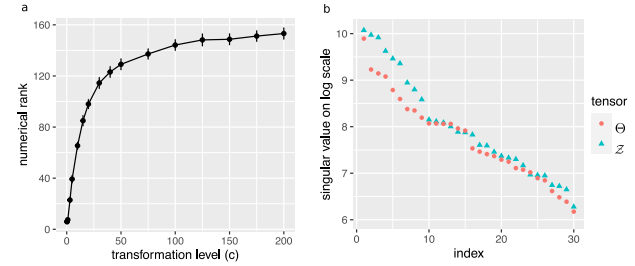 a
numerical rank
160
120
80
40
0
0
50
100
150
200
transformation level (c)
b
singular value on log scale
10
9
8
7
6
0
10
20
30
index
tensor
Θ
𝒵